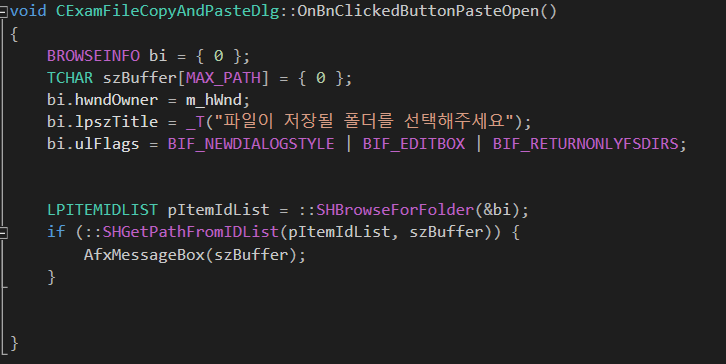 void CExamFileCopyAndPasteDlg::OnBnClickedButtonPasteOpen()
{
    BROWSEINFO bi = { 0 };
    TCHAR szBuffer[MAX_PATH] = { 0 };
    bi.hwndOwner = m_hWnd;
    bi.lpszTitle = _T("파일이 저장될 폴더를 선택해주세요");
    bi.ulFlags = BIF_NEWDIALOGSTYLE | BIF_EDITBOX | BIF_RETURNONLYFSDIRS;
    LPITEMIDLIST pItemIdList = ::SHBrowseForFolder(&bi);
    if (::SHGetPathFromIDList(pItemIdList, szBuffer)) {
        AfxMessageBox(szBuffer);
    }
}